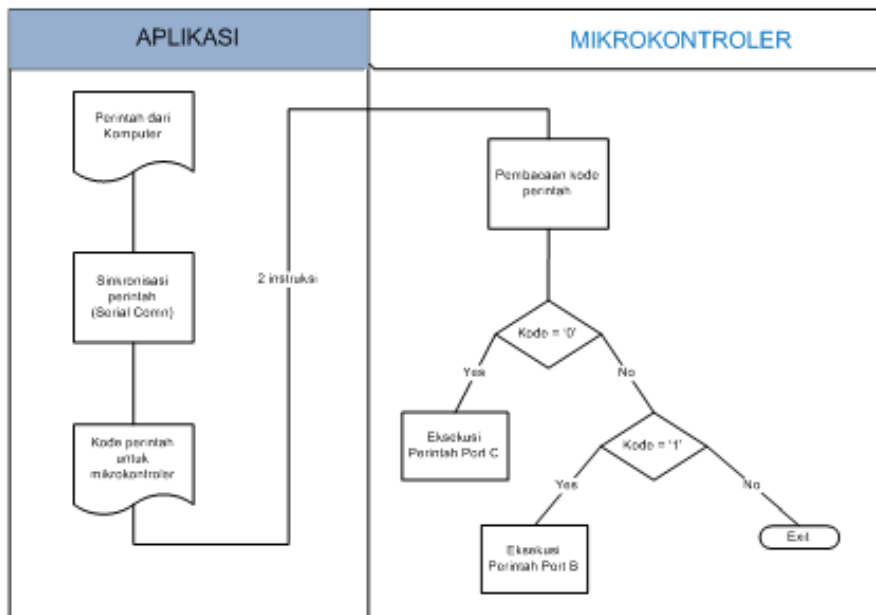 APLIKASI
MIKROKONTROLER
Perintah dari
Komputer
Sinkronisasi
perintah
(Serial Comn)
Kode perintah
untuk
mikrokontroler
2 instruksi
Pembacaan kode
perintah
Kode = '0'
Yes
No
Eksekusi
Perintah Port C
Kode = '1'
Yes
No
Eksekusi
Perintah Port B
Exit